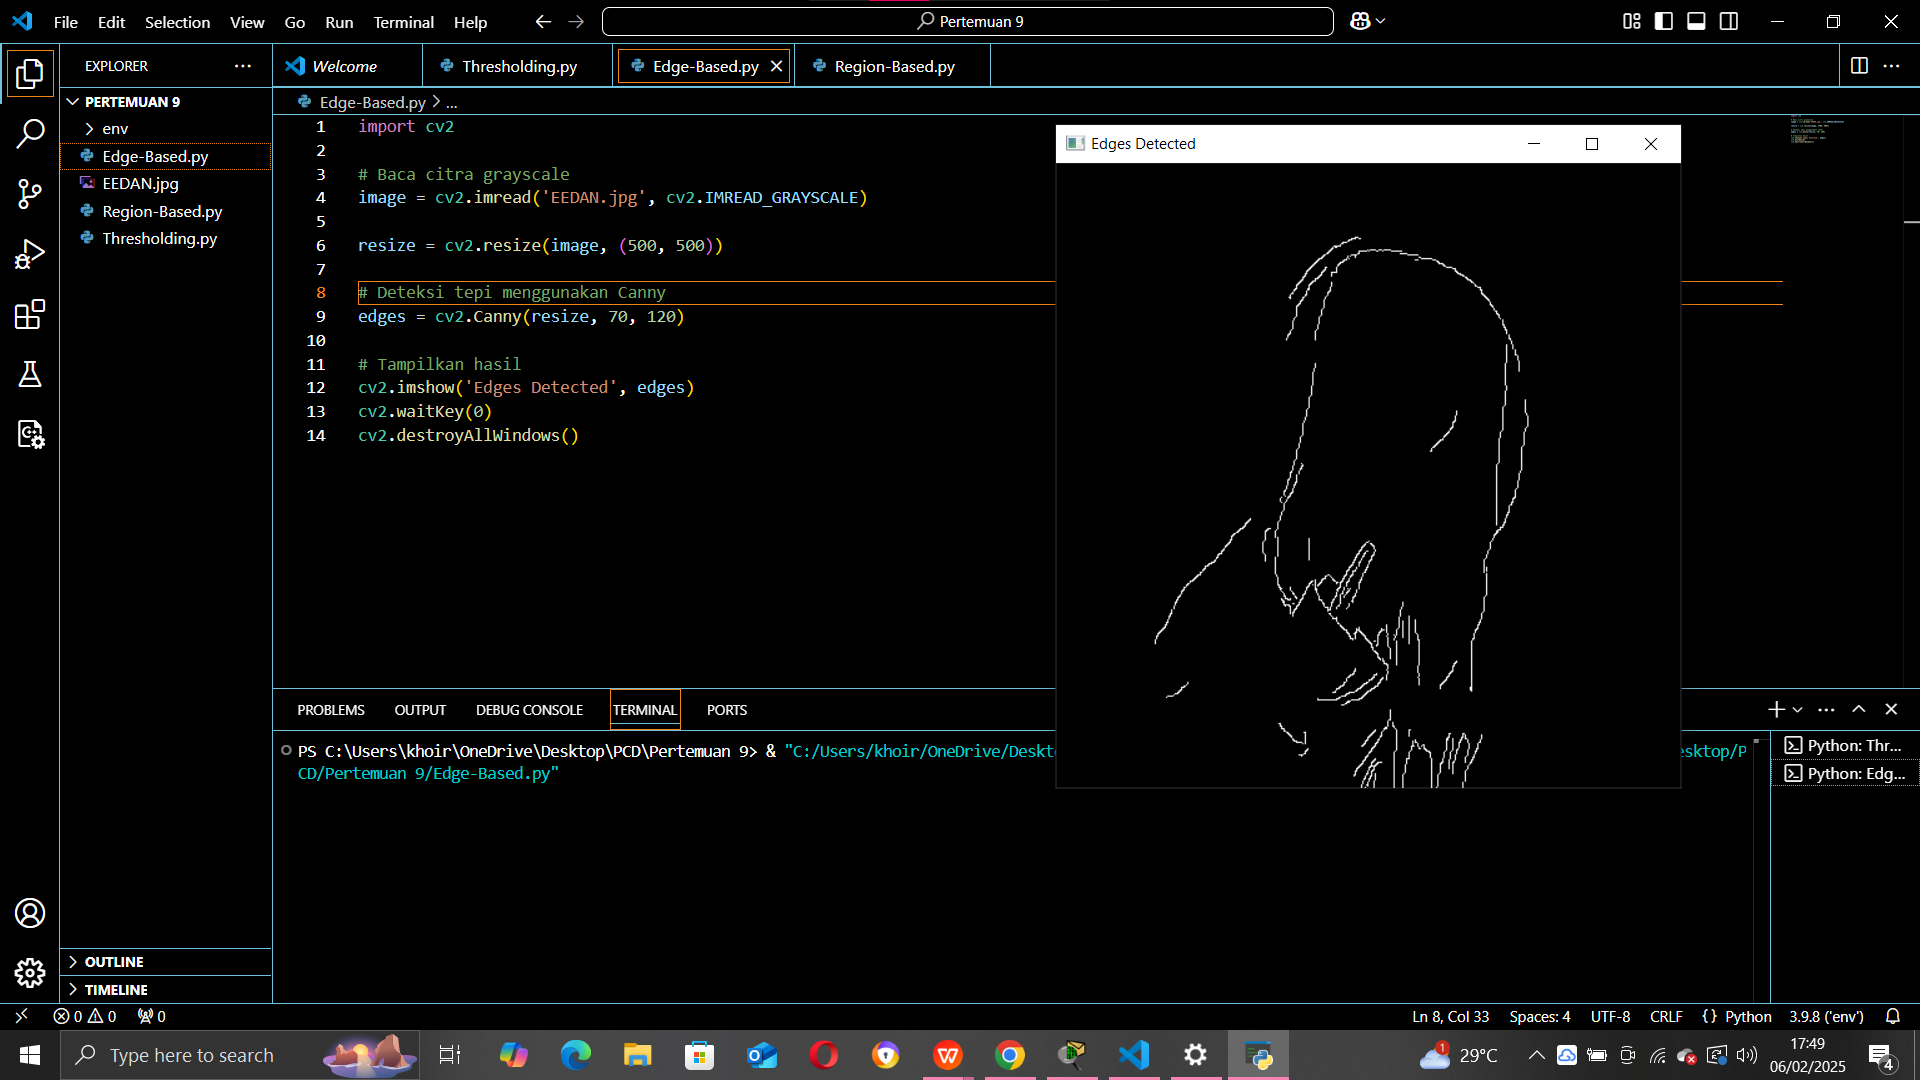 File Edit Selection View Go Run Terminal Help
Pertemuan 9
EXPLORER
Welcome
Thresholding.py
Edge-Based.py
Region-Based.py
PERTEMUAN 9
env
Edge-Based.py
EEDAN.jpg
Region-Based.py
Thresholding.py
OUTLINE
TIMELINE
Edge-Based.py > ...
1 import cv2
2
3 # Baca citra grayscale
4 image = cv2.imread('EEDAN.jpg', cv2.IMREAD_GRAYSCALE)
5
6 resize = cv2.resize(image, (500, 500))
7
8 # Deteksi tepi menggunakan Canny
9 edges = cv2.Canny(resize, 70, 120)
10
11 # Tampilkan hasil
12 cv2.imshow('Edges Detected', edges)
13 cv2.waitKey(0)
14 cv2.destroyAllWindows()
Edges Detected
PROBLEMS OUTPUT DEBUG CONSOLE TERMINAL PORTS
PS C:\Users\khoir\OneDrive\Desktop\PCD\Pertemuan 9> & "C:/Users/khoir/OneDrive/Deskt esktop/P
CD/Pertemuan 9/Edge-Based.py"
Python: Thr...
Python: Edg...
0 0 0
Ln 8, Col 33 Spaces: 4 UTF-8 CRLF {} Python 3.9.8 ('env')
Type here to search
1
29°C
17:49
06/02/2025
4